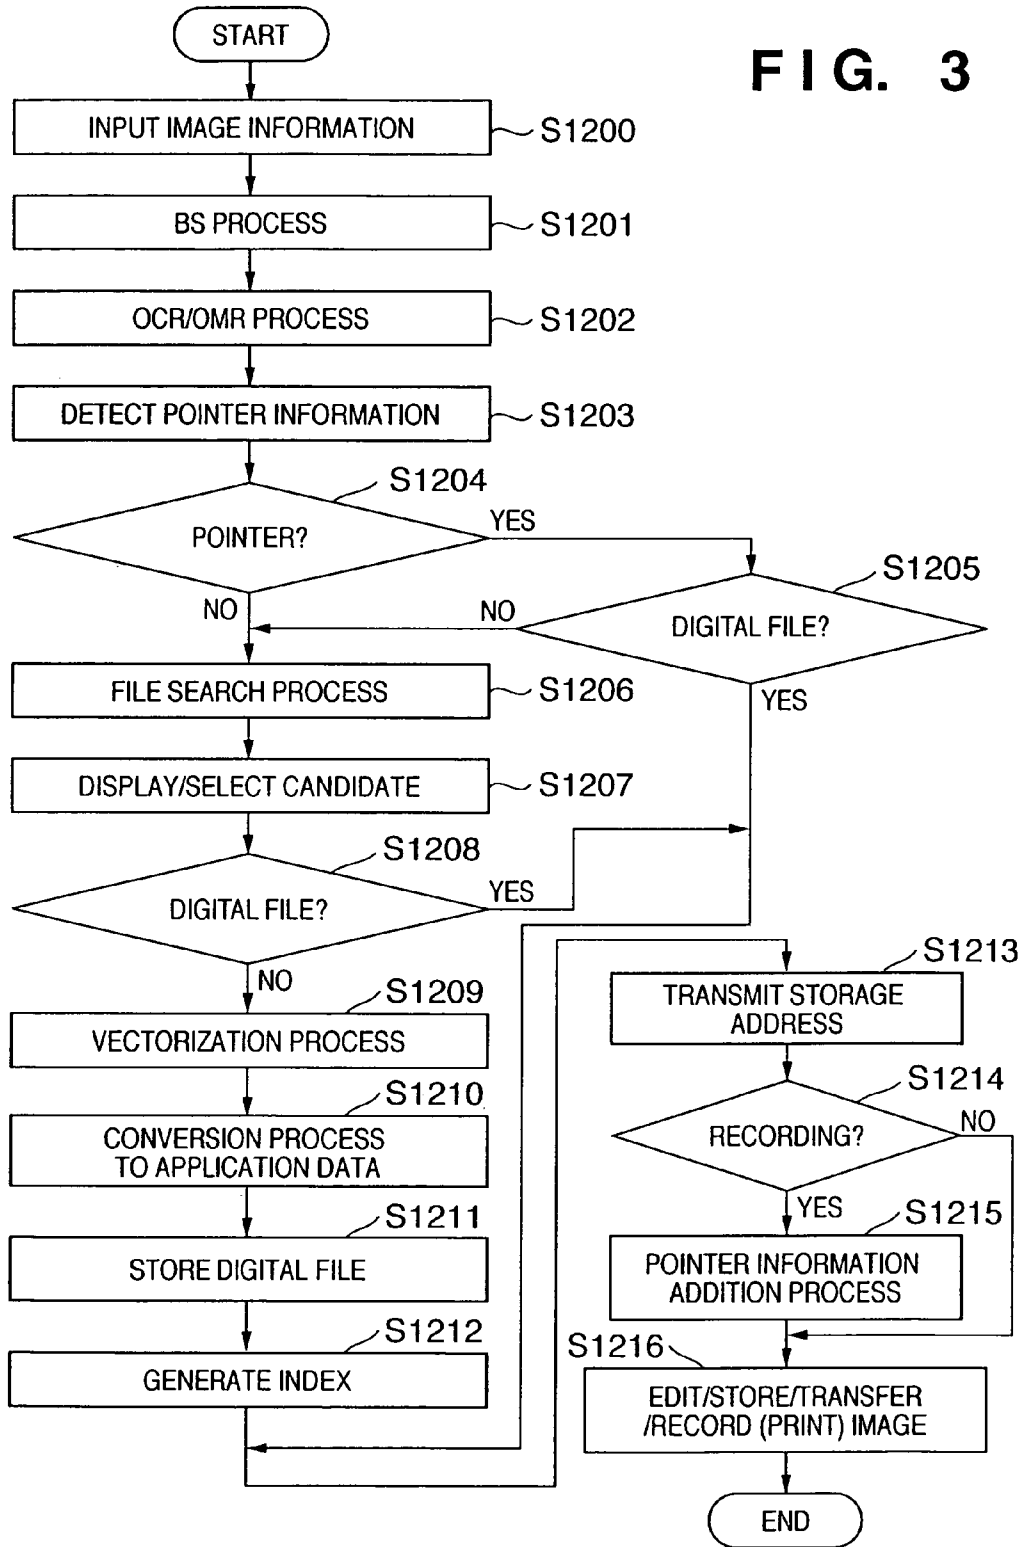 START
FIG. 3
INPUT IMAGE INFORMATION
S1200
BS PROCESS
S1201
OCR/OMR PROCESS
S1202
DETECT POINTER INFORMATION
S1203
S1204
POINTER?
YES
NO
S1205
DIGITAL FILE?
NO
YES
FILE SEARCH PROCESS
S1206
DISPLAY/SELECT CANDIDATE
S1207
S1208
DIGITAL FILE?
YES
NO
S1209
VECTORIZATION PROCESS
S1210
CONVERSION PROCESS
TO APPLICATION DATA
S1211
STORE DIGITAL FILE
S1212
GENERATE INDEX
S1213
TRANSMIT STORAGE
ADDRESS
S1214
RECORDING?
NO
YES
S1215
POINTER INFORMATION
ADDITION PROCESS
S1216
EDIT/STORE/TRANSFER
/RECORD (PRINT) IMAGE
END